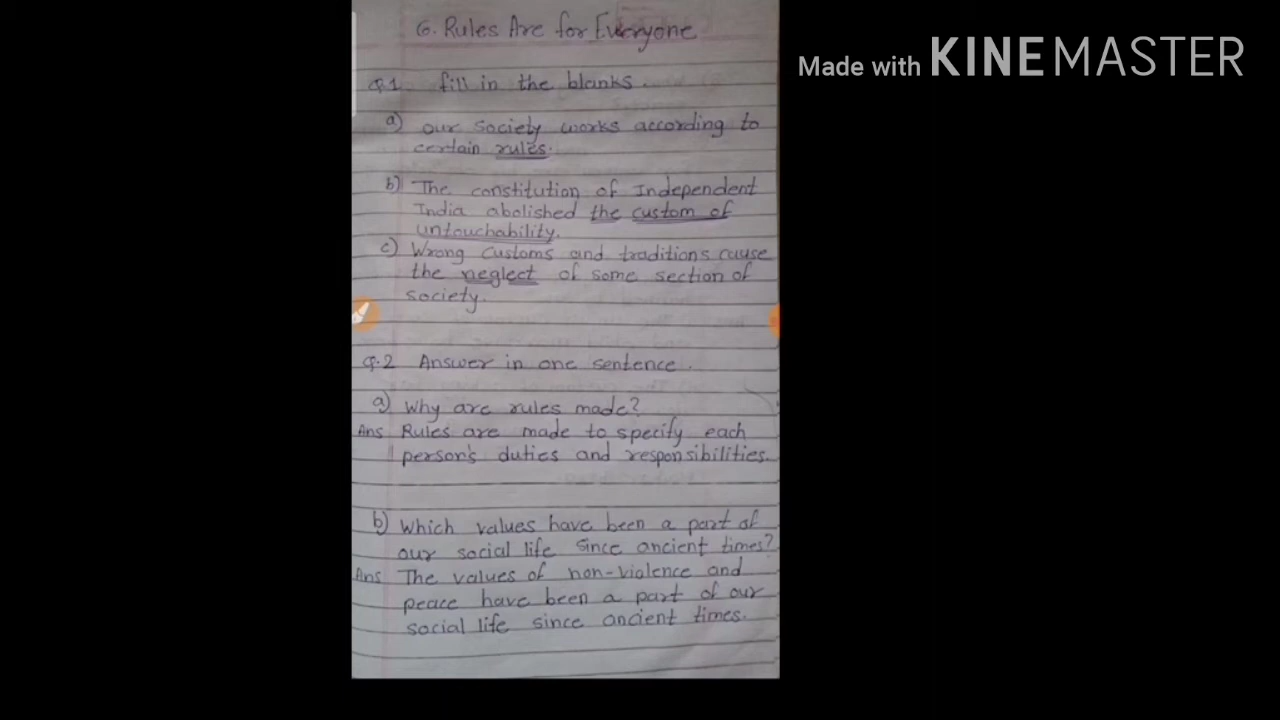 6. Rules Are for Everyone
Made with KINEMASTER
Q.1 fill in the blanks.
a) our society works according to
certain rules.
b) The constitution of Independent
India abolished the custom of
untouchability.
c) Wrong customs and traditions cause
the neglect of some section of
society.
Q.2 Answer in one sentence.
a) Why are rules made?
Ans Rules are made to specify each
person's duties and responsibilities.
b) Which values have been a part of
our social life since ancient times?
Ans The values of non-violence and
peace have been a part of our
social life since ancient times.